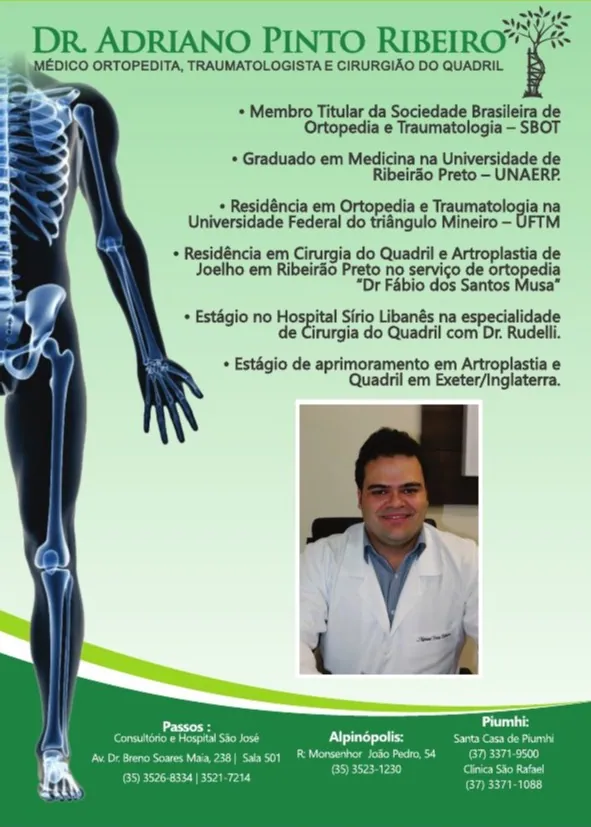 DR. ADRIANO PINTO RIBEIRO
MÉDICO ORTOPEDITA, TRAUMATOLOGISTA E CIRURGIÃO DO QUADRIL
• Membro Titular da Sociedade Brasileira de
Ortopedia e Traumatologia – SBOT
• Graduado em Medicina na Universidade de
Ribeirão Preto – UNAERP.
• Residência em Ortopedia e Traumatologia na
Universidade Federal do triângulo Mineiro – UFTM
• Residência em Cirurgia do Quadril e Artroplastia de
Joelho em Ribeirão Preto no serviço de ortopedia
“Dr Fábio dos Santos Musa”
• Estágio no Hospital Sírio Libanês na especialidade
de Cirurgia do Quadril com Dr. Rudelli.
• Estágio de aprimoramento em Artroplastia e
Quadril em Exeter/Inglaterra.
Passos :
Consultório e Hospital São José
Av. Dr. Breno Soares Maia, 238 | Sala S01
(35) 3526-8334 | 3521-7214
Alpinópolis:
R: Monsenhor João Pedro, 54
(35) 3523-1230
Piumhi:
Santa Casa de Piumhi
(37) 3371-9500
Clínica São Rafael
(37) 3371-1088